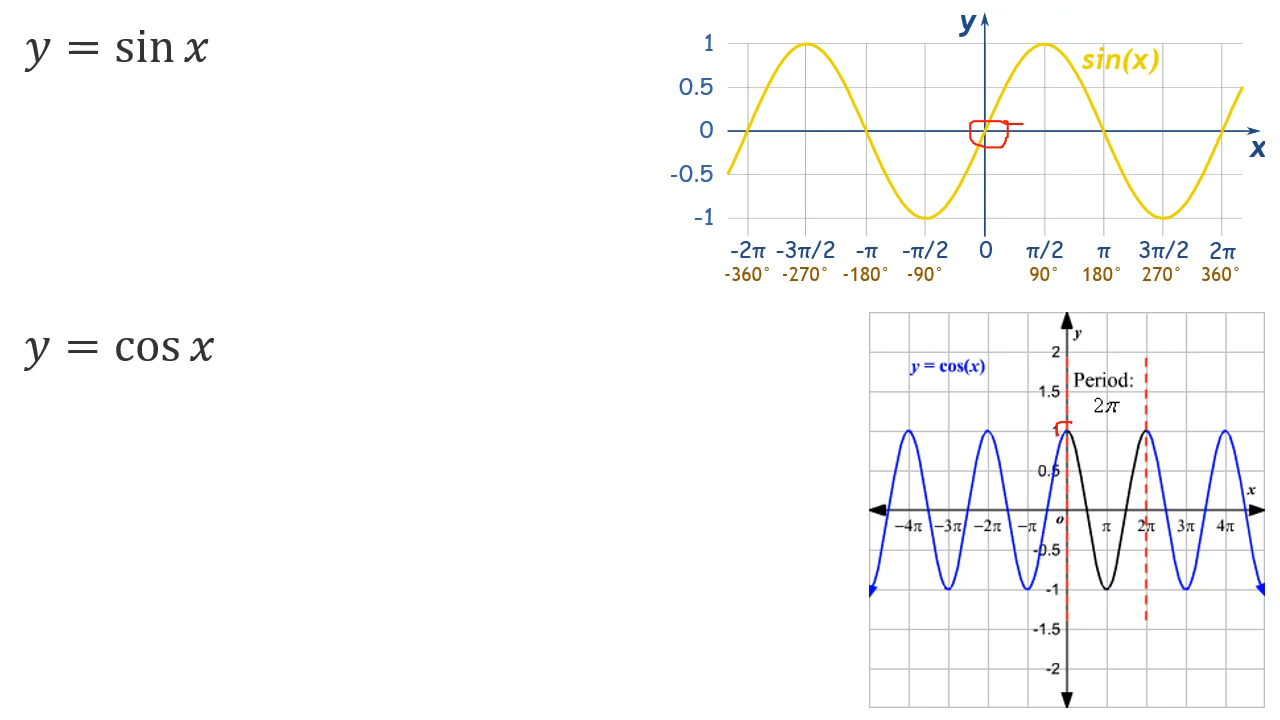 y = sin x
y
1
sin(x)
0.5
0
x
-0.5
-1
-2π -3π/2 -π -π/2 0 π/2 π 3π/2 2π
-360° -270° -180° -90° 90° 180° 270° 360°
y = cos x
y
2
y = cos(x)
Period:
2π
1.5
1
0.5
x
o
−4π −3π −2π −π π 2π 3π 4π
-0.5
-1
-1.5
-2